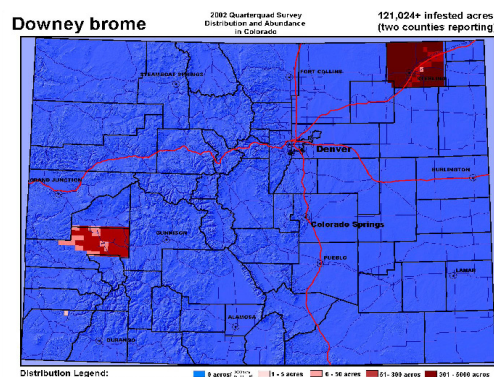 Downey brome
2002 Quarterquad Survey
Distribution and Abundance
in Colorado
121,024+ infested acres
(two counties reporting)
STEAMBOAT SPRINGS
FORT COLLINS
Denver
BURLINGTON
GRAND JUNCTION
GUNNISON
Colorado Springs
PUEBLO
LAMAR
ALAMOSA
DURANGO
Distribution Legend:
0 acres/
1 - 5 acres
6 - 50 acres
51- 300 acres
301 - 5000 acres